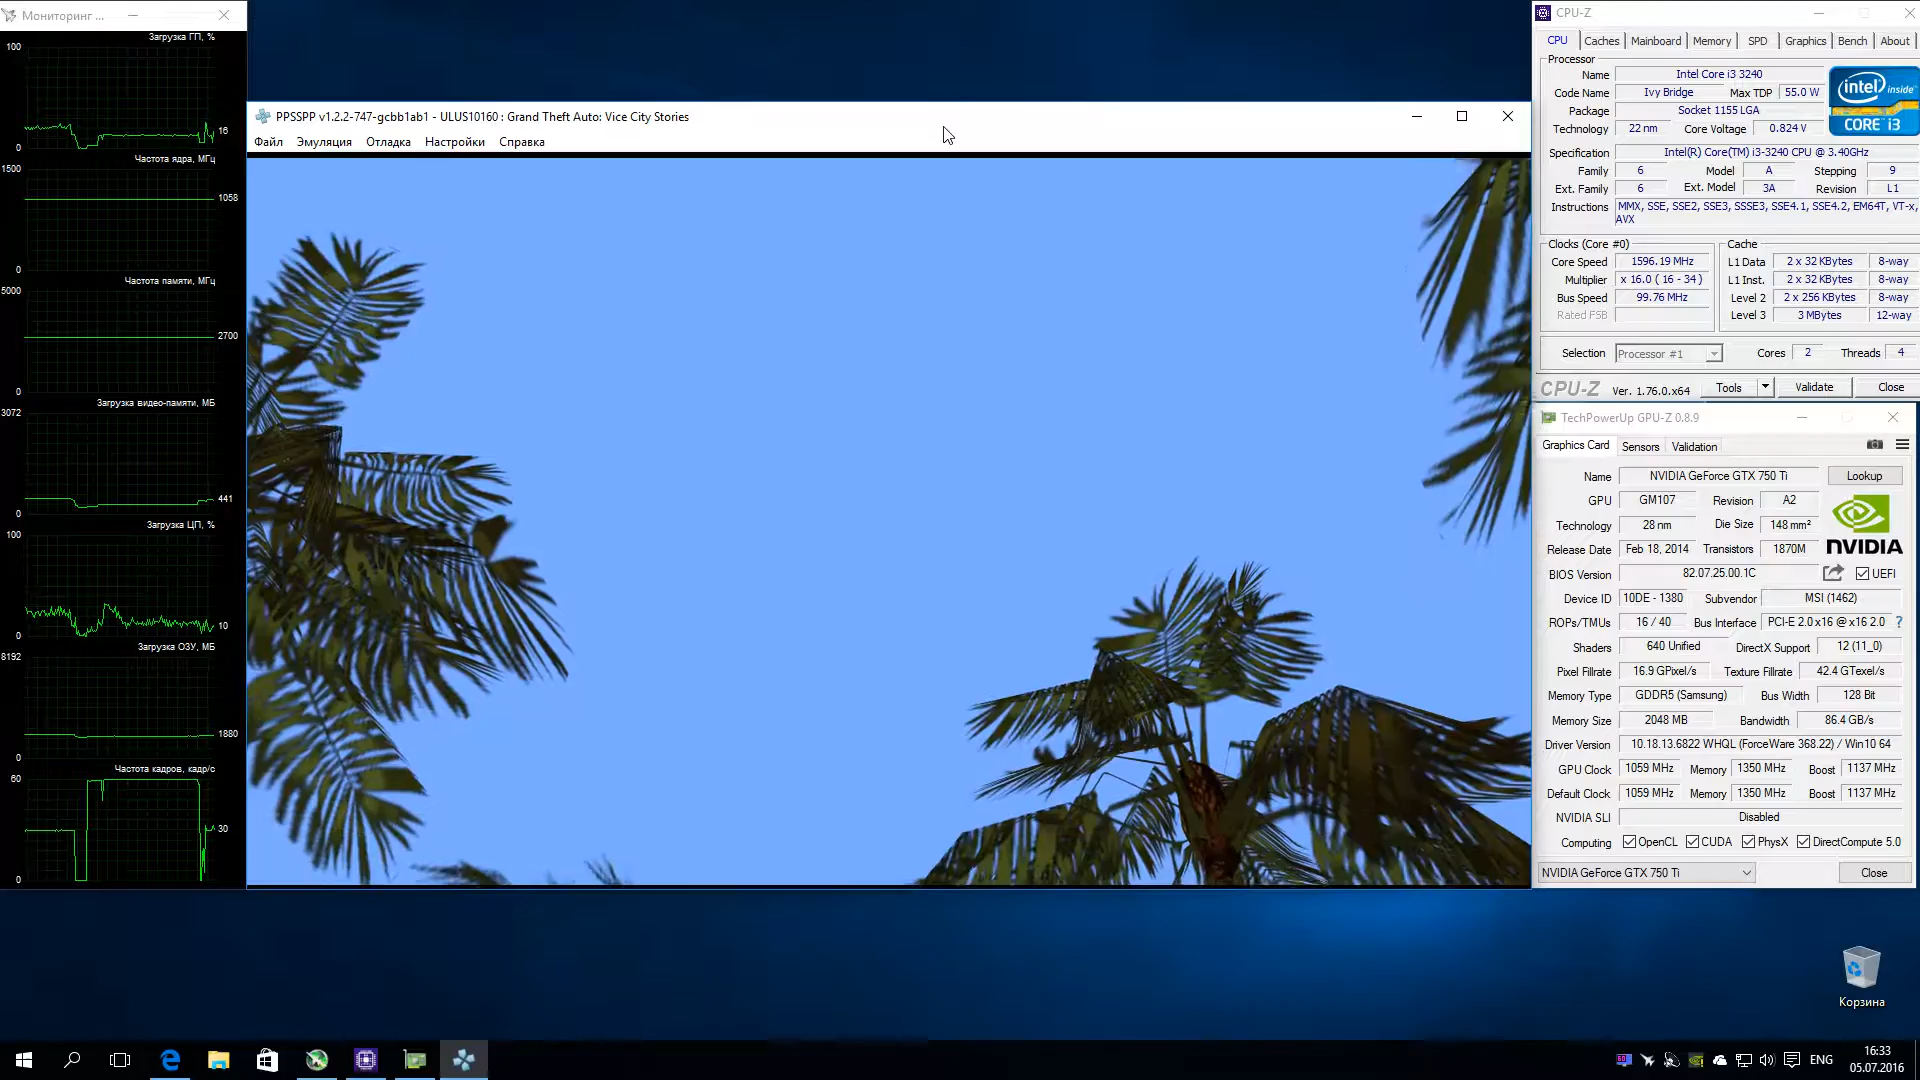 Мониторинг ...
Загрузка ГП, %
100
16
0
Частота ядра, МГц
1500
1058
0
Частота памяти, МГц
5000
2700
0
Загрузка видео-памяти, МБ
3072
441
0
Загрузка ЦП, %
100
10
0
Загрузка ОЗУ, МБ
8192
1880
0
Частота кадров, кадр/с
60
30
0
PPSSPP v1.2.2-747-gcbb1ab1 - ULUS10160 : Grand Theft Auto: Vice City Stories
Файл Эмуляция Отладка Настройки Справка
CPU-Z
CPU Caches Mainboard Memory SPD Graphics Bench About
Processor
Name Intel Core i3 3240
Code Name Ivy Bridge Max TDP 55.0 W
Package Socket 1155 LGA
Technology 22 nm Core Voltage 0.824 V
intel inside™
CORE i3
Specification Intel(R) Core(TM) i3-3240 CPU @ 3.40GHz
Family 6 Model A Stepping 9
Ext. Family 6 Ext. Model 3A Revision L1
Instructions MMX, SSE, SSE2, SSE3, SSSE3, SSE4.1, SSE4.2, EM64T, VT-x,
AVX
Clocks (Core #0)
Core Speed 1596.19 MHz
Multiplier x 16.0 ( 16 - 34 )
Bus Speed 99.76 MHz
Rated FSB
Cache
L1 Data 2 x 32 KBytes 8-way
L1 Inst. 2 x 32 KBytes 8-way
Level 2 2 x 256 KBytes 8-way
Level 3 3 MBytes 12-way
Selection Processor #1 Cores 2 Threads 4
CPU-Z Ver. 1.76.0.x64 Tools Validate Close
TechPowerUp GPU-Z 0.8.9
Graphics Card Sensors Validation
Name NVIDIA GeForce GTX 750 Ti Lookup
GPU GM107 Revision A2
Technology 28 nm Die Size 148 mm²
Release Date Feb 18, 2014 Transistors 1870M
NVIDIA
BIOS Version 82.07.25.00.1C UEFI
Device ID 10DE - 1380 Subvendor MSI (1462)
ROPs/TMUs 16 / 40 Bus Interface PCI-E 2.0 x16 @ x16 2.0 ?
Shaders 640 Unified DirectX Support 12 (11_0)
Pixel Fillrate 16.9 GPixel/s Texture Fillrate 42.4 GTexel/s
Memory Type GDDR5 (Samsung) Bus Width 128 Bit
Memory Size 2048 MB Bandwidth 86.4 GB/s
Driver Version 10.18.13.6822 WHQL (ForceWare 368.22) / Win10 64
GPU Clock 1059 MHz Memory 1350 MHz Boost 1137 MHz
Default Clock 1059 MHz Memory 1350 MHz Boost 1137 MHz
NVIDIA SLI Disabled
Computing OpenCL CUDA PhysX DirectCompute 5.0
NVIDIA GeForce GTX 750 Ti Close
Корзина
ENG
16:33
05.07.2016